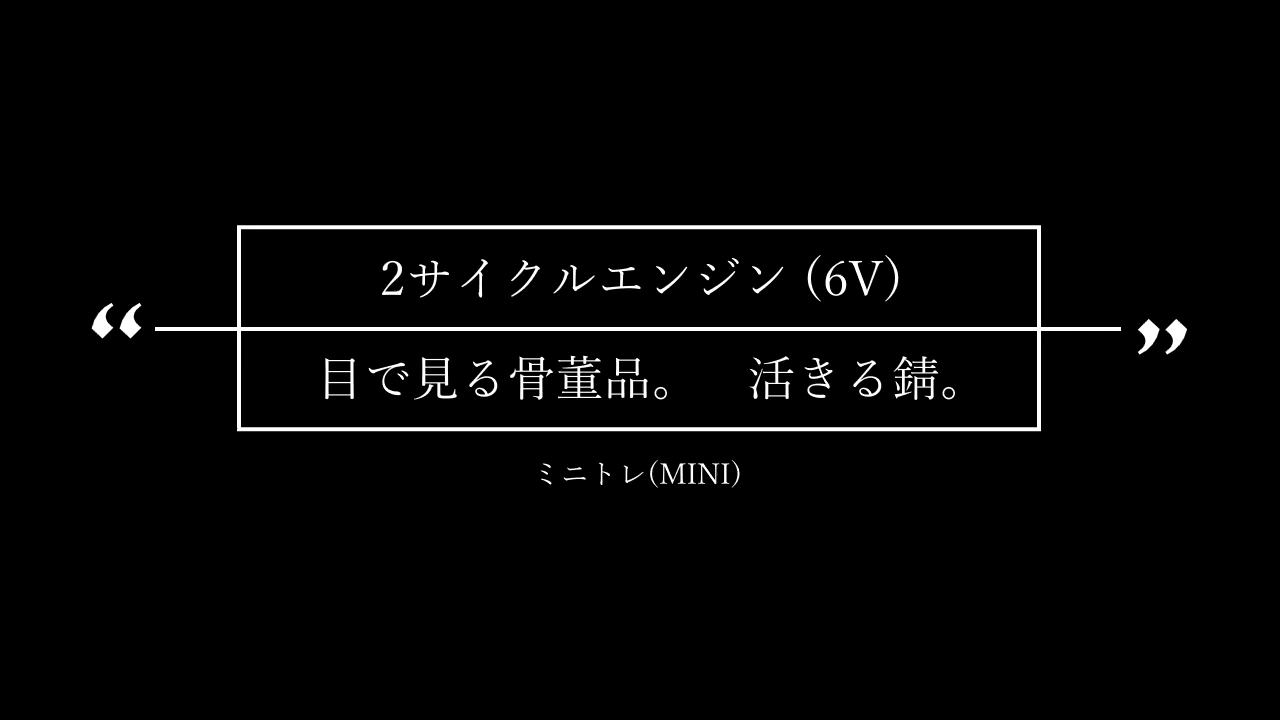 2サイクルエンジン (6V)
“ ”
目で見る骨董品。　活きる錆。
ミニトレ(MINI)